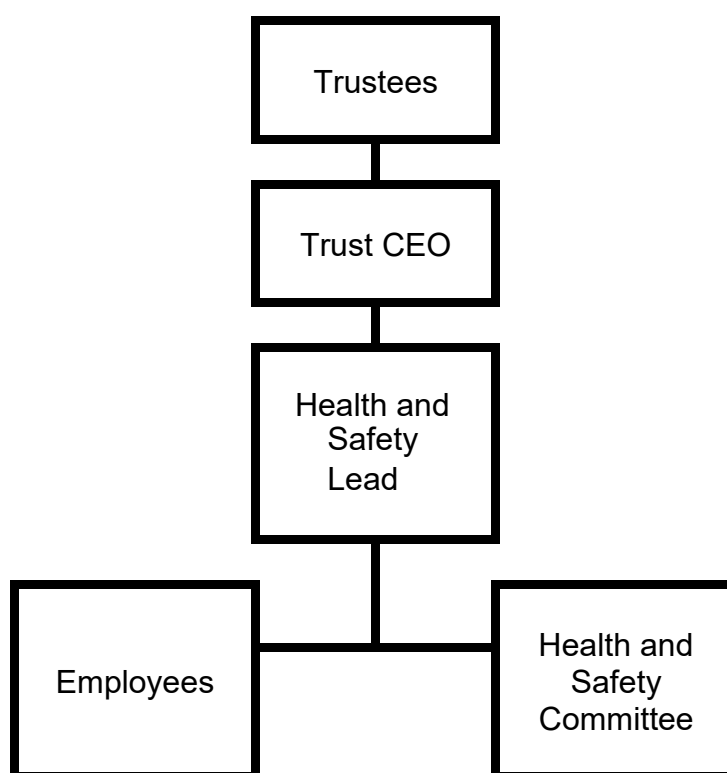 Trustees
Trust CEO
Health and
Safety
Lead
Employees
Health and
Safety
Committee